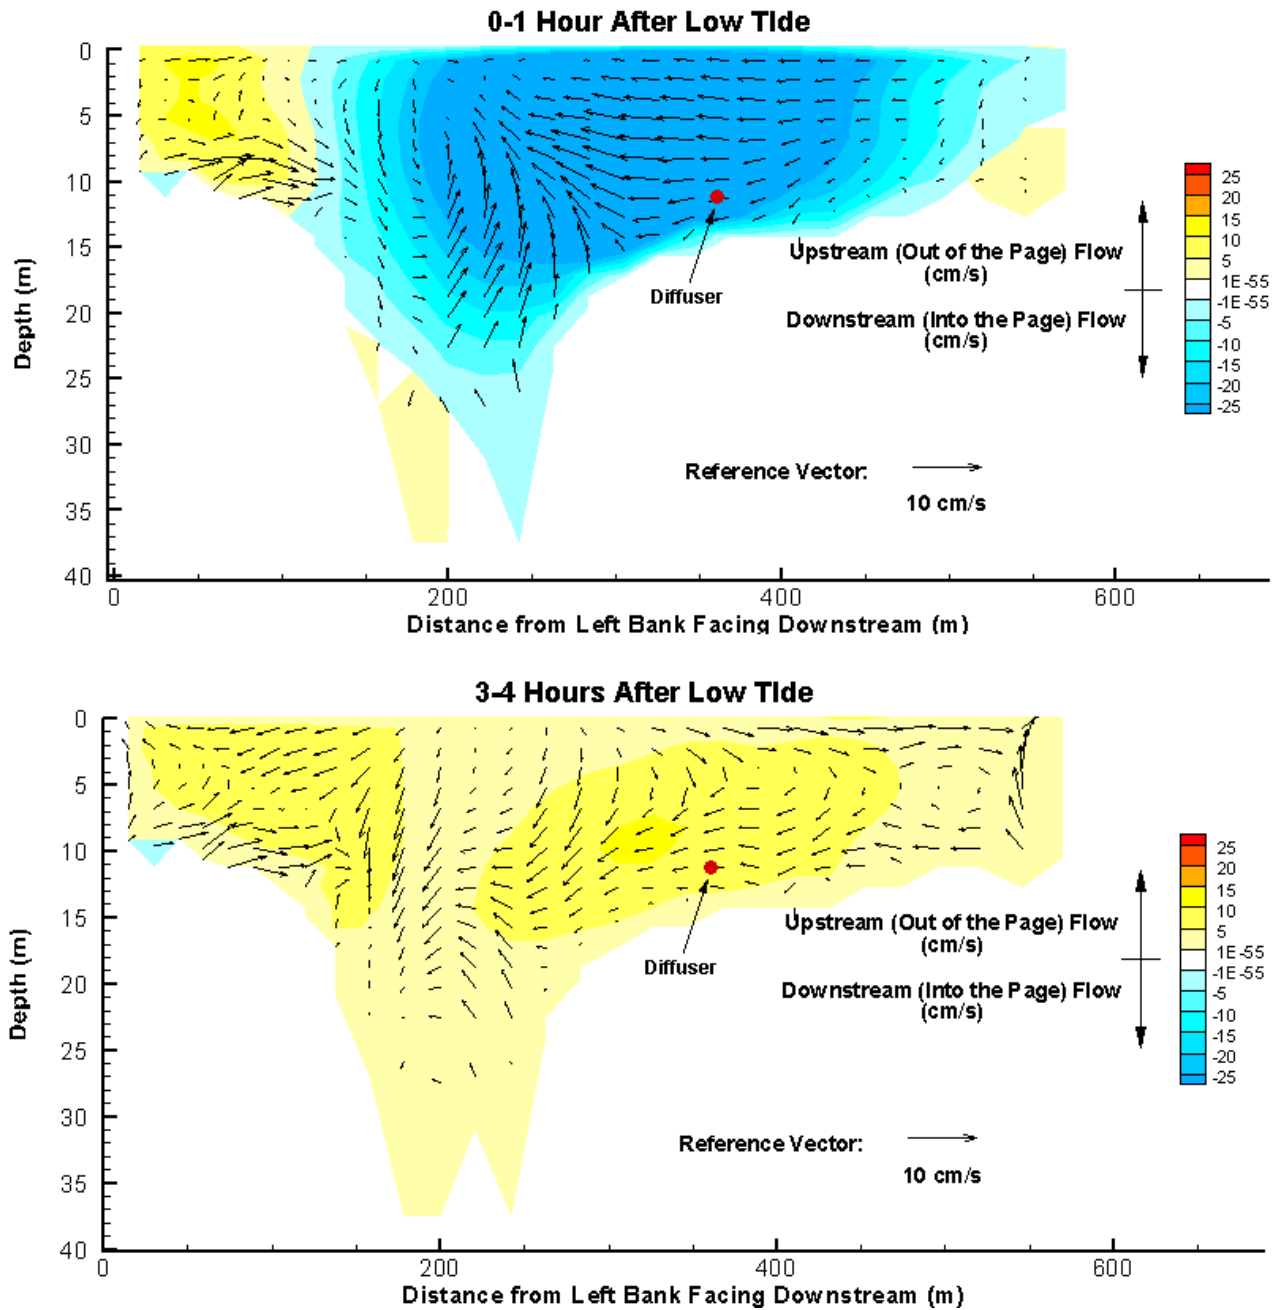 0-1 Hour After Low Tide
0
5
10
15
20
25
30
35
40
Depth (m)
0
200
400
600
Distance from Left Bank Facing Downstream (m)
Diffuser
Upstream (Out of the Page) Flow
(cm/s)
Downstream (Into the Page) Flow
(cm/s)
25
20
15
10
5
1E-55
-1E-55
-5
-10
-15
-20
-25
Reference Vector:
10 cm/s
3-4 Hours After Low Tide
0
5
10
15
20
25
30
35
40
Depth (m)
0
200
400
600
Distance from Left Bank Facing Downstream (m)
Diffuser
Upstream (Out of the Page) Flow
(cm/s)
Downstream (Into the Page) Flow
(cm/s)
25
20
15
10
5
1E-55
-1E-55
-5
-10
-15
-20
-25
Reference Vector:
10 cm/s